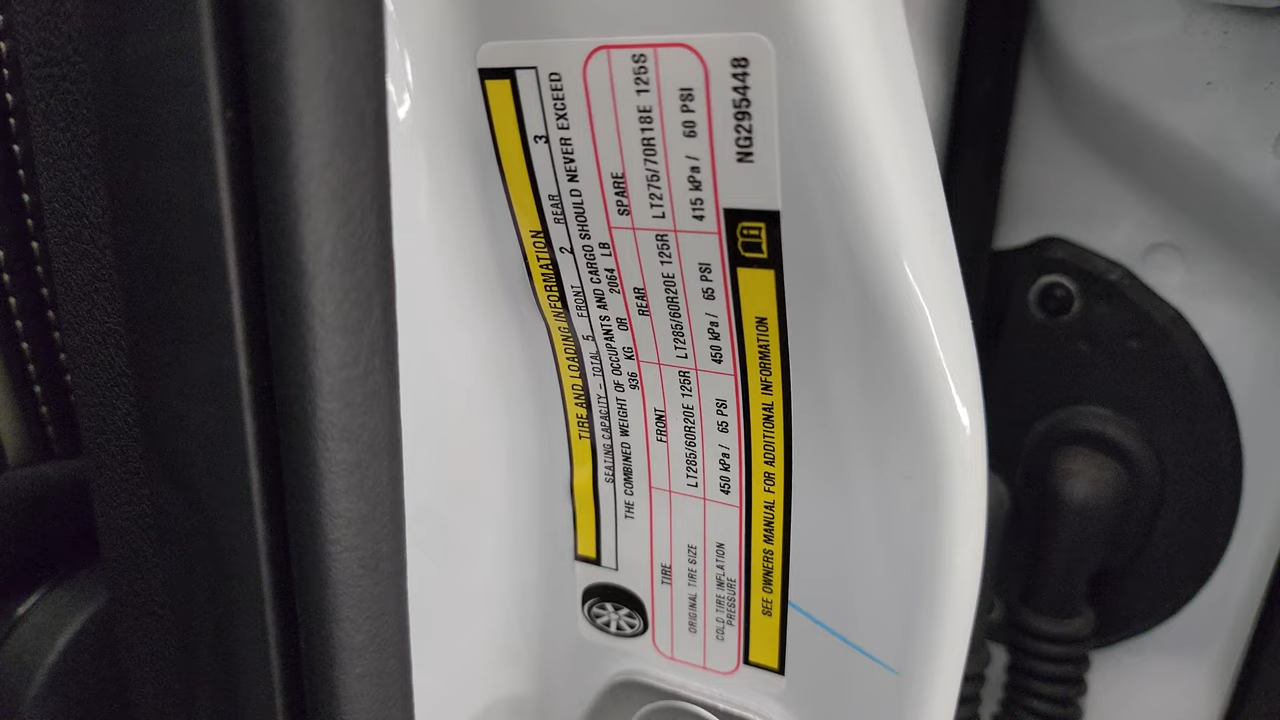 TIRE AND LOADING INFORMATION
SEATING CAPACITY - TOTAL 5 FRONT 2 REAR 3
THE COMBINED WEIGHT OF OCCUPANTS AND CARGO SHOULD NEVER EXCEED
936 KG OR 2064 LB
TIRE FRONT REAR SPARE
ORIGINAL TIRE SIZE LT285/60R20E 125R LT285/60R20E 125R LT275/70R18E 125S
COLD TIRE INFLATION PRESSURE 450 kPa / 65 PSI 450 kPa / 65 PSI 415 kPa / 60 PSI
SEE OWNERS MANUAL FOR ADDITIONAL INFORMATION
NG295448